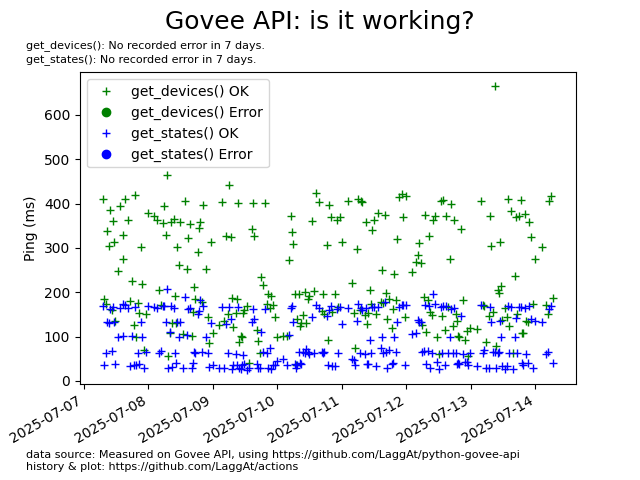 Govee API: is it working?
get_devices(): No recorded error in 7 days.
get_states(): No recorded error in 7 days.
get_devices() OK
get_devices() Error
get_states() OK
get_states() Error
Ping (ms)
600
500
400
300
200
100
0
2025-07-07
2025-07-08
2025-07-09
2025-07-10
2025-07-11
2025-07-12
2025-07-13
2025-07-14
data source: Measured on Govee API, using https://github.com/LaggAt/python-govee-api
history & plot: https://github.com/LaggAt/actions